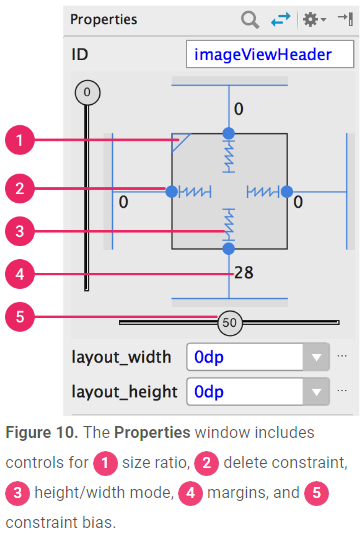 Properties
ID
imageViewHeader
0
0
1
2
0
0
3
4
28
5
50
layout_width
0dp
...
layout_height
0dp
...
Figure 10. The Properties window includes
controls for 1 size ratio, 2 delete constraint,
3 height/width mode, 4 margins, and 5
constraint bias.